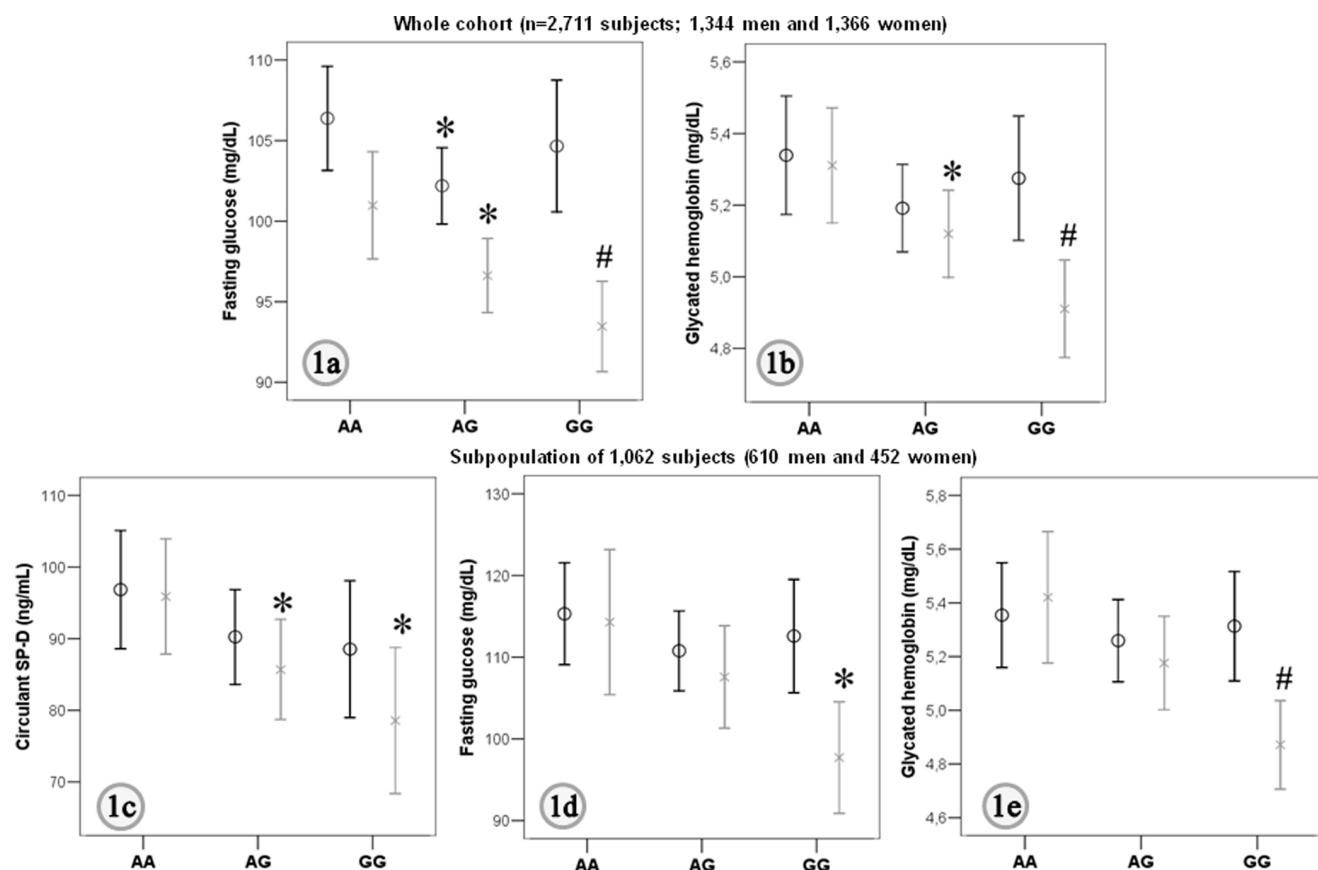 Whole cohort (n=2,711 subjects; 1,344 men and 1,366 women)
Fasting glucose (mg/dL)
110
105
100
95
90
*
*
#
1a
AA AG GG
Glycated hemoglobin (mg/dL)
5,6
5,4
5,2
5,0
4,8
*
#
1b
AA AG GG
Subpopulation of 1,062 subjects (610 men and 452 women)
Circulant SP-D (ng/mL)
110
100
90
80
70
*
*
1c
AA AG GG
Fasting gucose (mg/dL)
130
120
110
100
90
*
1d
AA AG GG
Glycated hemoglobin (mg/dL)
5,8
5,6
5,4
5,2
5,0
4,8
4,6
#
1e
AA AG GG